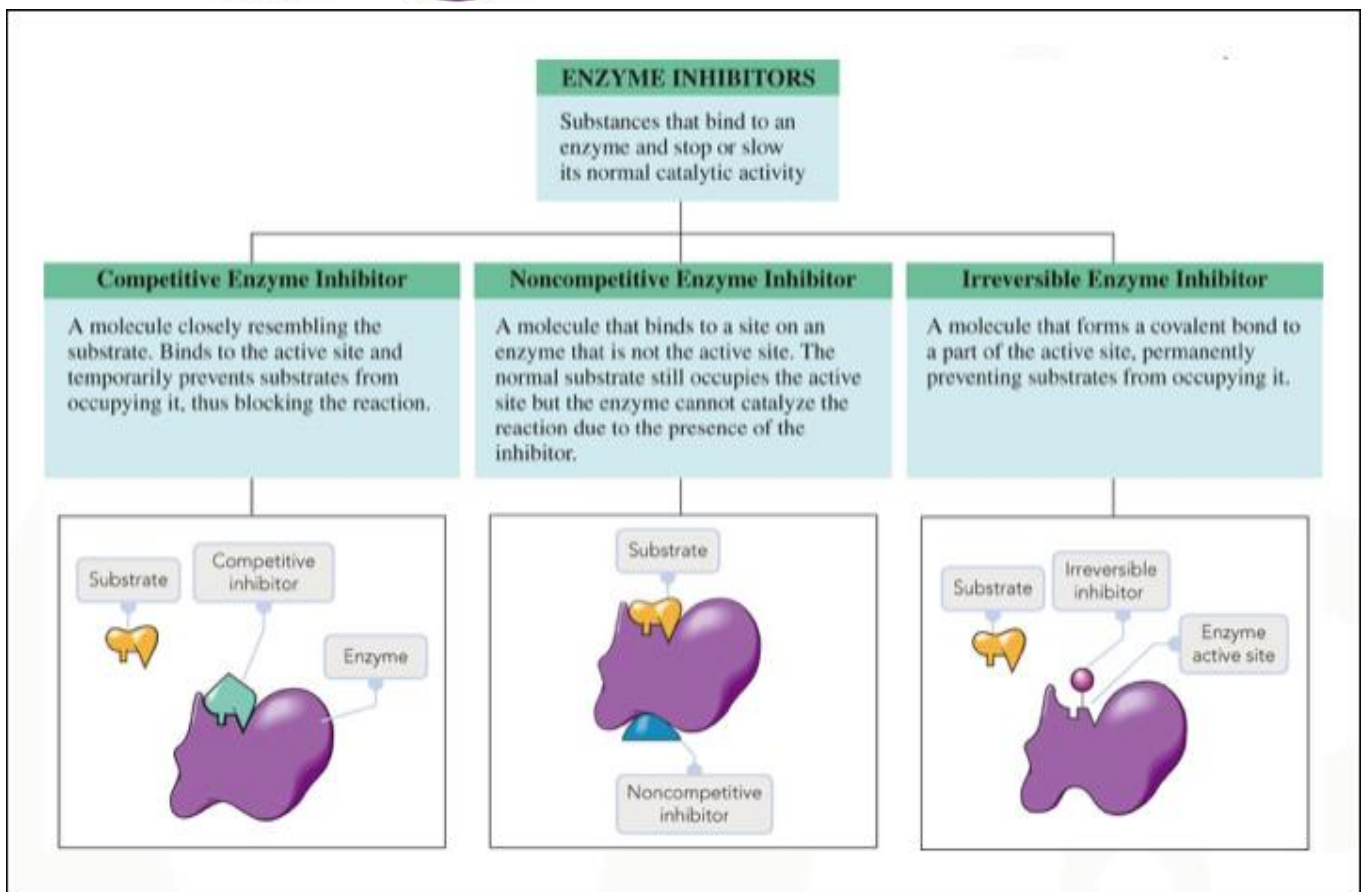 ENZYME INHIBITORS
Substances that bind to an
enzyme and stop or slow
its normal catalytic activity
Competitive Enzyme Inhibitor
A molecule closely resembling the
substrate. Binds to the active site and
temporarily prevents substrates from
occupying it, thus blocking the reaction.
Noncompetitive Enzyme Inhibitor
A molecule that binds to a site on an
enzyme that is not the active site. The
normal substrate still occupies the active
site but the enzyme cannot catalyze the
reaction due to the presence of the
inhibitor.
Irreversible Enzyme Inhibitor
A molecule that forms a covalent bond to
a part of the active site, permanently
preventing substrates from occupying it.
Substrate
Competitive
inhibitor
Enzyme
Substrate
Noncompetitive
inhibitor
Substrate
Irreversible
inhibitor
Enzyme
active site